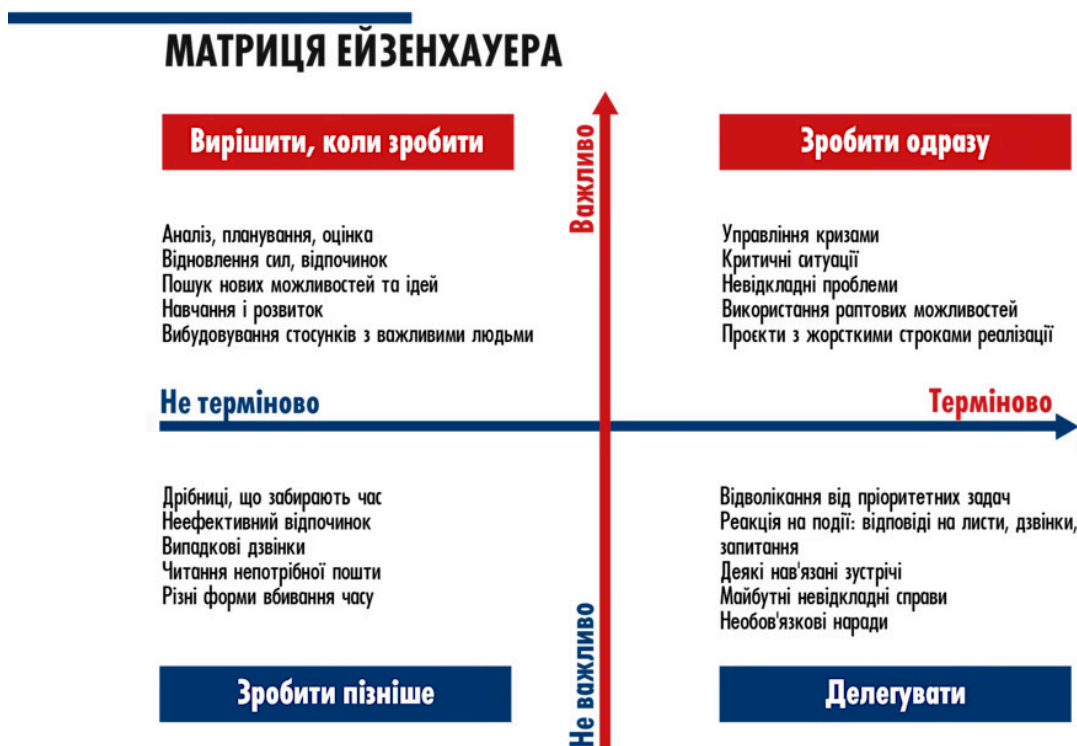 МАТРИЦЯ ЕЙЗЕНХАУЕРА
Вирішити, коли зробити
Аналіз, планування, оцінка
Відновлення сил, відпочинок
Пошук нових можливостей та ідей
Навчання і розвиток
Вибудовування стосунків з важливими людьми
Важливо
Зробити одразу
Управління кризами
Критичні ситуації
Невідкладні проблеми
Використання раптових можливостей
Проєкти з жорсткими строками реалізації
Не терміново
Терміново
Дрібниці, що забирають час
Неефективний відпочинок
Випадкові дзвінки
Читання непотрібної пошти
Різні форми вбивання часу
Зробити пізніше
Не важливо
Відволікання від пріоритетних задач
Реакція на події: відповіді на листи, дзвінки,
запитання
Деякі нав'язані зустрічі
Майбутні невідкладні справи
Необов'язкові наради
Делегувати